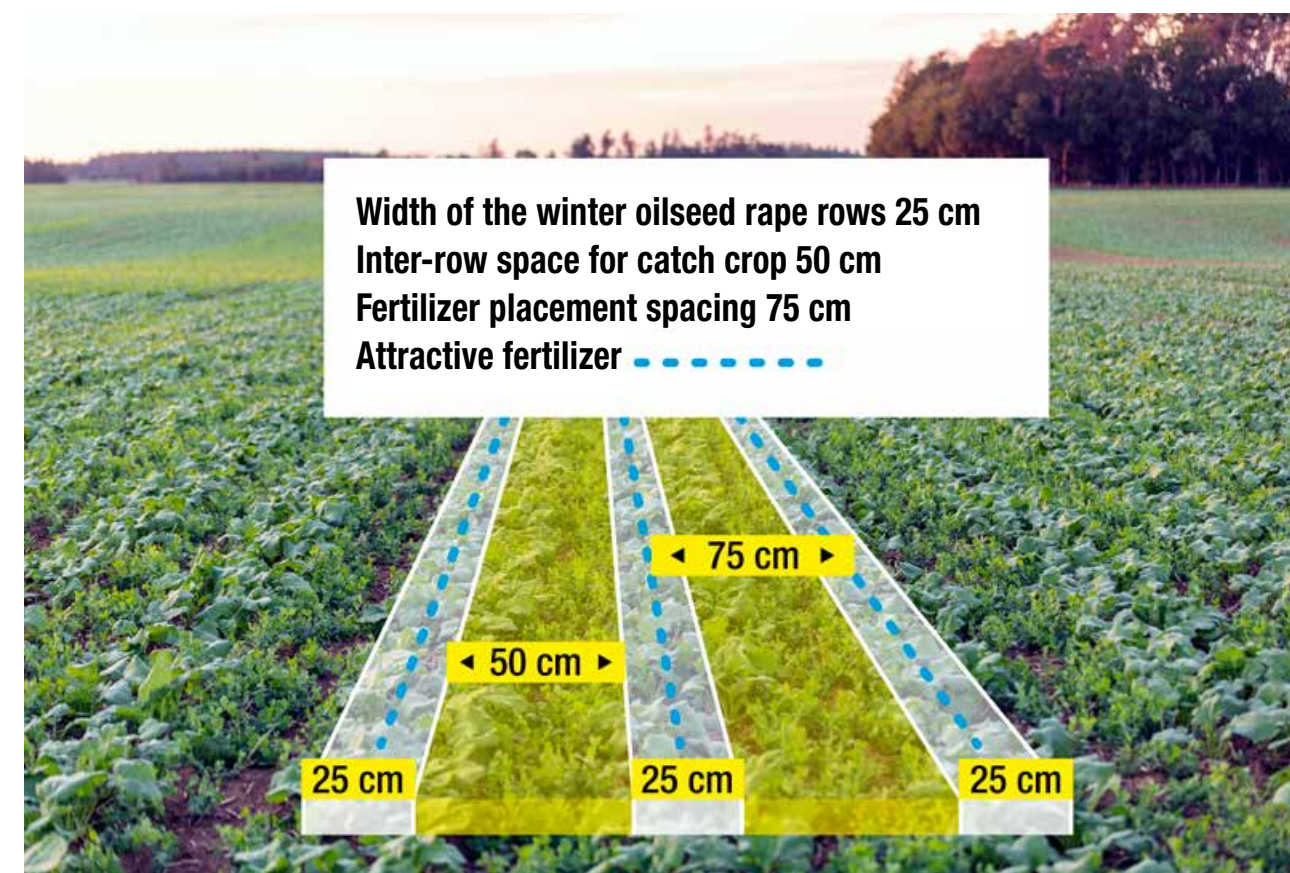 Width of the winter oilseed rape rows 25 cm
Inter-row space for catch crop 50 cm
Fertilizer placement spacing 75 cm
Attractive fertilizer
75 cm
50 cm
25 cm 25 cm 25 cm